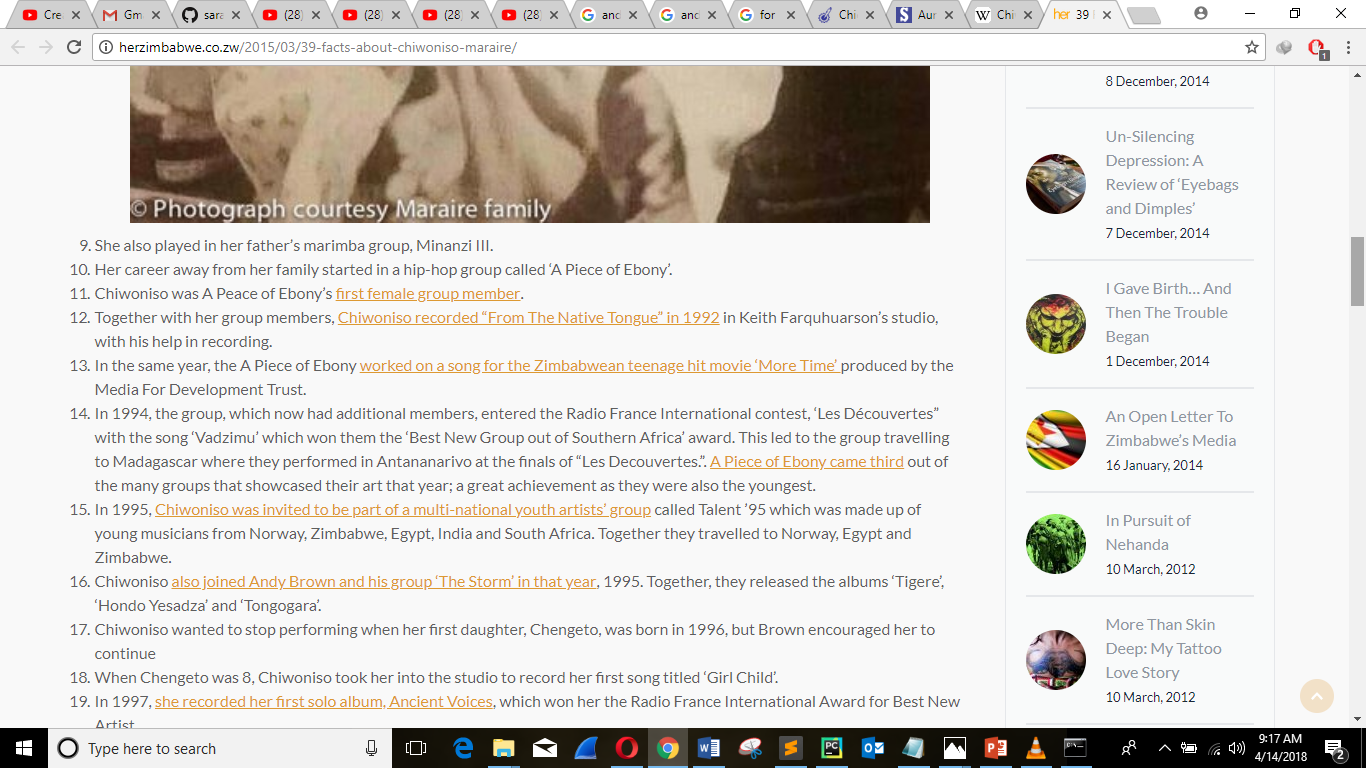 Cre
Gm
sara
(28)
(28)
(28)
(28)
and
and
for
Chi
Aur
Chi
her 39
herzimbabwe.co.zw/2015/03/39-facts-about-chiwoniso-maraire/
1
© Photograph courtesy Maraire family
9. She also played in her father’s marimba group, Minanzi III.
10. Her career away from her family started in a hip-hop group called ‘A Piece of Ebony’.
11. Chiwoniso was A Peace of Ebony’s first female group member.
12. Together with her group members, Chiwoniso recorded “From The Native Tongue” in 1992 in Keith Farquhuarson’s studio,
with his help in recording.
13. In the same year, the A Piece of Ebony worked on a song for the Zimbabwean teenage hit movie ‘More Time’ produced by the
Media For Development Trust.
14. In 1994, the group, which now had additional members, entered the Radio France International contest, ‘Les Découvertes”
with the song ‘Vadzimu’ which won them the ‘Best New Group out of Southern Africa’ award. This led to the group travelling
to Madagascar where they performed in Antananarivo at the finals of “Les Decouvertes.”. A Piece of Ebony came third out of
the many groups that showcased their art that year; a great achievement as they were also the youngest.
15. In 1995, Chiwoniso was invited to be part of a multi-national youth artists’ group called Talent ’95 which was made up of
young musicians from Norway, Zimbabwe, Egypt, India and South Africa. Together they travelled to Norway, Egypt and
Zimbabwe.
16. Chiwoniso also joined Andy Brown and his group ‘The Storm’ in that year, 1995. Together, they released the albums ‘Tigere’,
‘Hondo Yesadza’ and ‘Tongogara’.
17. Chiwoniso wanted to stop performing when her first daughter, Chengeto, was born in 1996, but Brown encouraged her to
continue
18. When Chengeto was 8, Chiwoniso took her into the studio to record her first song titled ‘Girl Child’.
19. In 1997, she recorded her first solo album, Ancient Voices, which won her the Radio France International Award for Best New
Artist
8 December, 2014
Un-Silencing
Depression: A
Review of ‘Eyebags
and Dimples’
7 December, 2014
I Gave Birth… And
Then The Trouble
Began
1 December, 2014
An Open Letter To
Zimbabwe’s Media
16 January, 2014
In Pursuit of
Nehanda
10 March, 2012
More Than Skin
Deep: My Tattoo
Love Story
10 March, 2012
Type here to search
9:17 AM
4/14/2018
2